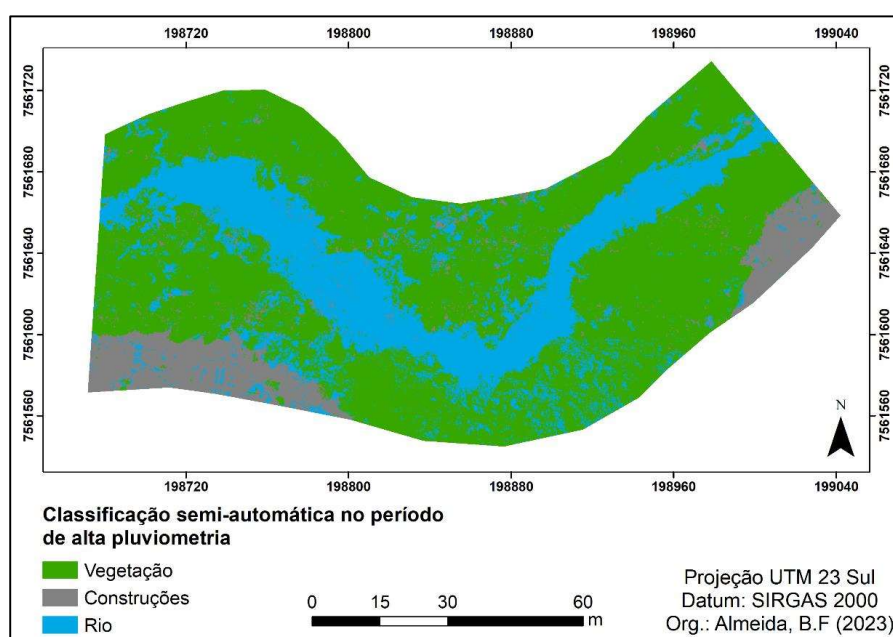 198720 198800 198880 198960 199040
7561720 7561720
7561680 7561680
7561640 7561640
7561600 7561600
7561560 7561560
N
198720 198800 198880 198960 199040
Classificação semi-automática no período
de alta pluviometria
Vegetação
Construções
Rio
0 15 30 60
m
Projeção UTM 23 Sul
Datum: SIRGAS 2000
Org.: Almeida, B.F (2023)